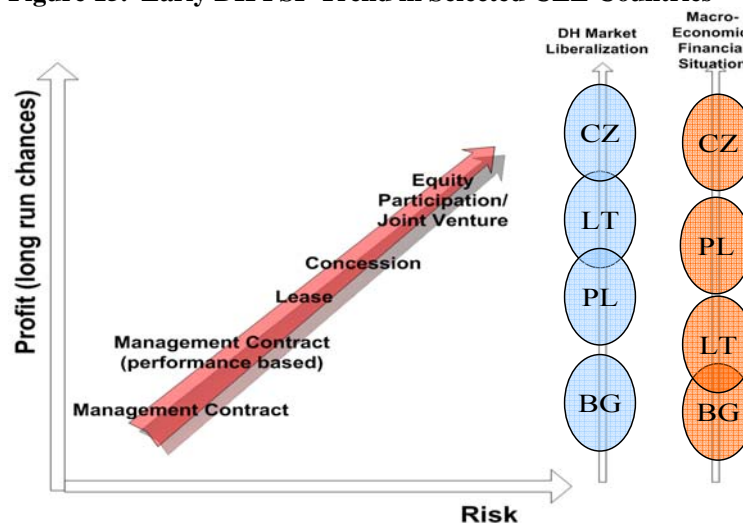 DH Market
Liberalization
Macro-
Economic
Financial
Situation
CZ
CZ
LT
PL
PL
LT
BG
BG
Profit (long run chances)
Equity
Participation/
Joint Venture
Concession
Lease
Management Contract
(performance based)
Management Contract
Risk